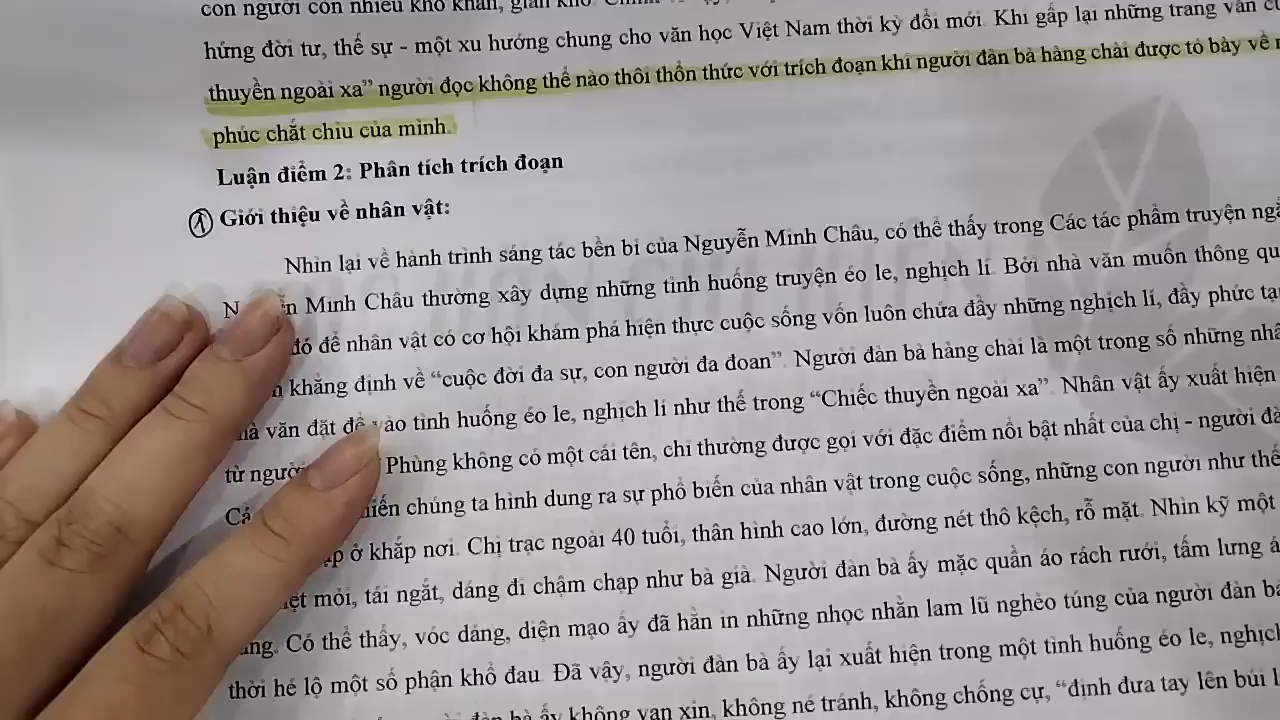 con người còn nhiều khó khăn, gian khổ.
hứng đời tư, thế sự - một xu hướng chung cho văn học Việt Nam thời kỳ đổi mới. Khi gấp lại những trang văn
thuyền ngoài xa” người đọc không thể nào thôi thổn thức với trích đoạn khi người đàn bà hàng chài được tỏ bày về
phúc chắt chiu của mình.
Luận điểm 2: Phân tích trích đoạn
1 Giới thiệu về nhân vật:
Nhìn lại về hành trình sáng tác bền bỉ của Nguyễn Minh Châu, có thể thấy trong Các tác phẩm truyện
Minh Châu thường xây dựng những tình huống truyện éo le, nghịch lí. Bởi nhà văn muốn thông
đó để nhân vật có cơ hội khám phá hiện thực cuộc sống vốn luôn chứa đầy những nghịch lí, đầy phức
khẳng định về “cuộc đời đa sự, con người đa đoan”. Người đàn bà hàng chài là một trong số những
văn đặt để vào tình huống éo le, nghịch lí như thế trong “Chiếc thuyền ngoài xa”. Nhân vật ấy xuất hiện
từ Phùng không có một cái tên, chỉ thường được gọi với đặc điểm nổi bật nhất của chị - người
chúng ta hình dung ra sự phổ biến của nhân vật trong cuộc sống, những con người như thế
ở khắp nơi. Chị trạc ngoài 40 tuổi, thân hình cao lớn, đường nét thô kệch, rỗ mặt. Nhìn kỹ một
mỏi, tái ngắt, dáng đi chậm chạp như bà già. Người đàn bà ấy mặc quần áo rách rưới, tấm lưng
Có thể thấy, vóc dáng, diện mạo ấy đã hằn in những nhọc nhằn lam lũ nghèo túng của người đàn
thời hé lộ một số phận khổ đau. Đã vậy, người đàn bà ấy lại xuất hiện trong một tình huống éo le,
đàn bà ấy không van xin, không né tránh, không chống cự, “định đưa tay lên búi